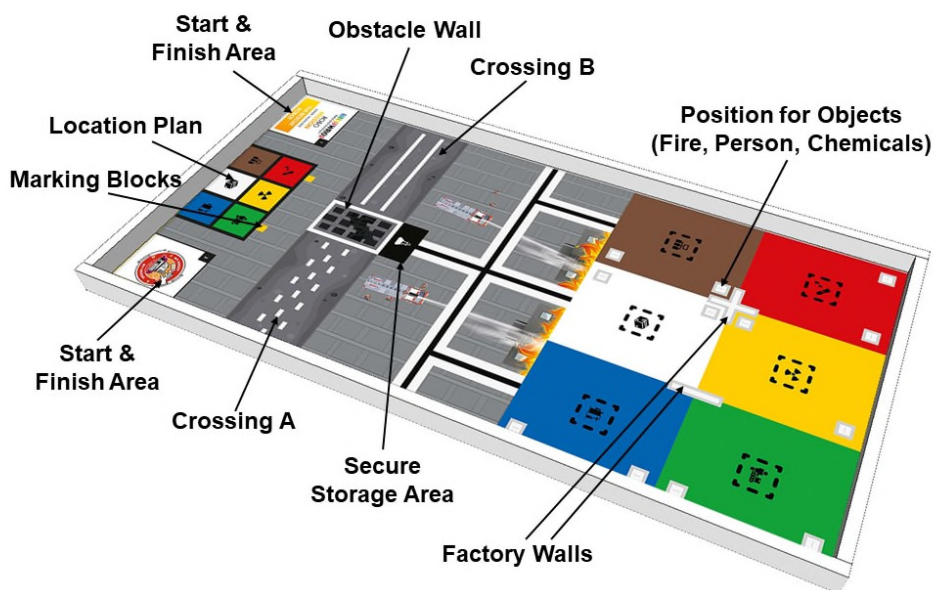 Start &
Finish Area
Obstacle Wall
Crossing B
Location Plan
Position for Objects
(Fire, Person, Chemicals)
Marking Blocks
Start &
Finish Area
Crossing A
Secure
Storage Area
Factory Walls